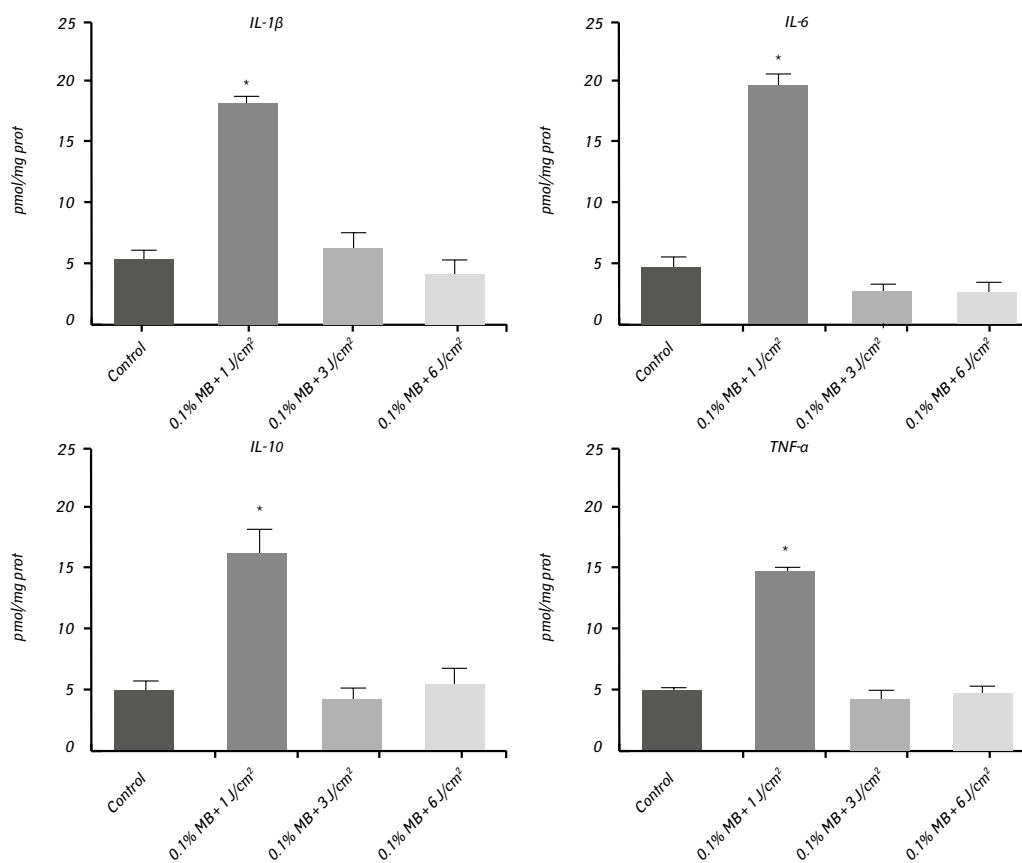 IL-1β
25
20
15
10
5
0
pmol/mg prot
*
Control
0.1% MB + 1 J/cm²
0.1% MB + 3 J/cm²
0.1% MB + 6 J/cm²
IL-6
25
20
15
10
5
0
pmol/mg prot
*
Control
0.1% MB + 1 J/cm²
0.1% MB + 3 J/cm²
0.1% MB + 6 J/cm²
IL-10
25
20
15
10
5
0
pmol/mg prot
*
Control
0.1% MB + 1 J/cm²
0.1% MB + 3 J/cm²
0.1% MB + 6 J/cm²
TNF-α
25
20
15
10
5
0
pmol/mg prot
*
Control
0.1% MB + 1 J/cm²
0.1% MB + 3 J/cm²
0.1% MB + 6 J/cm²